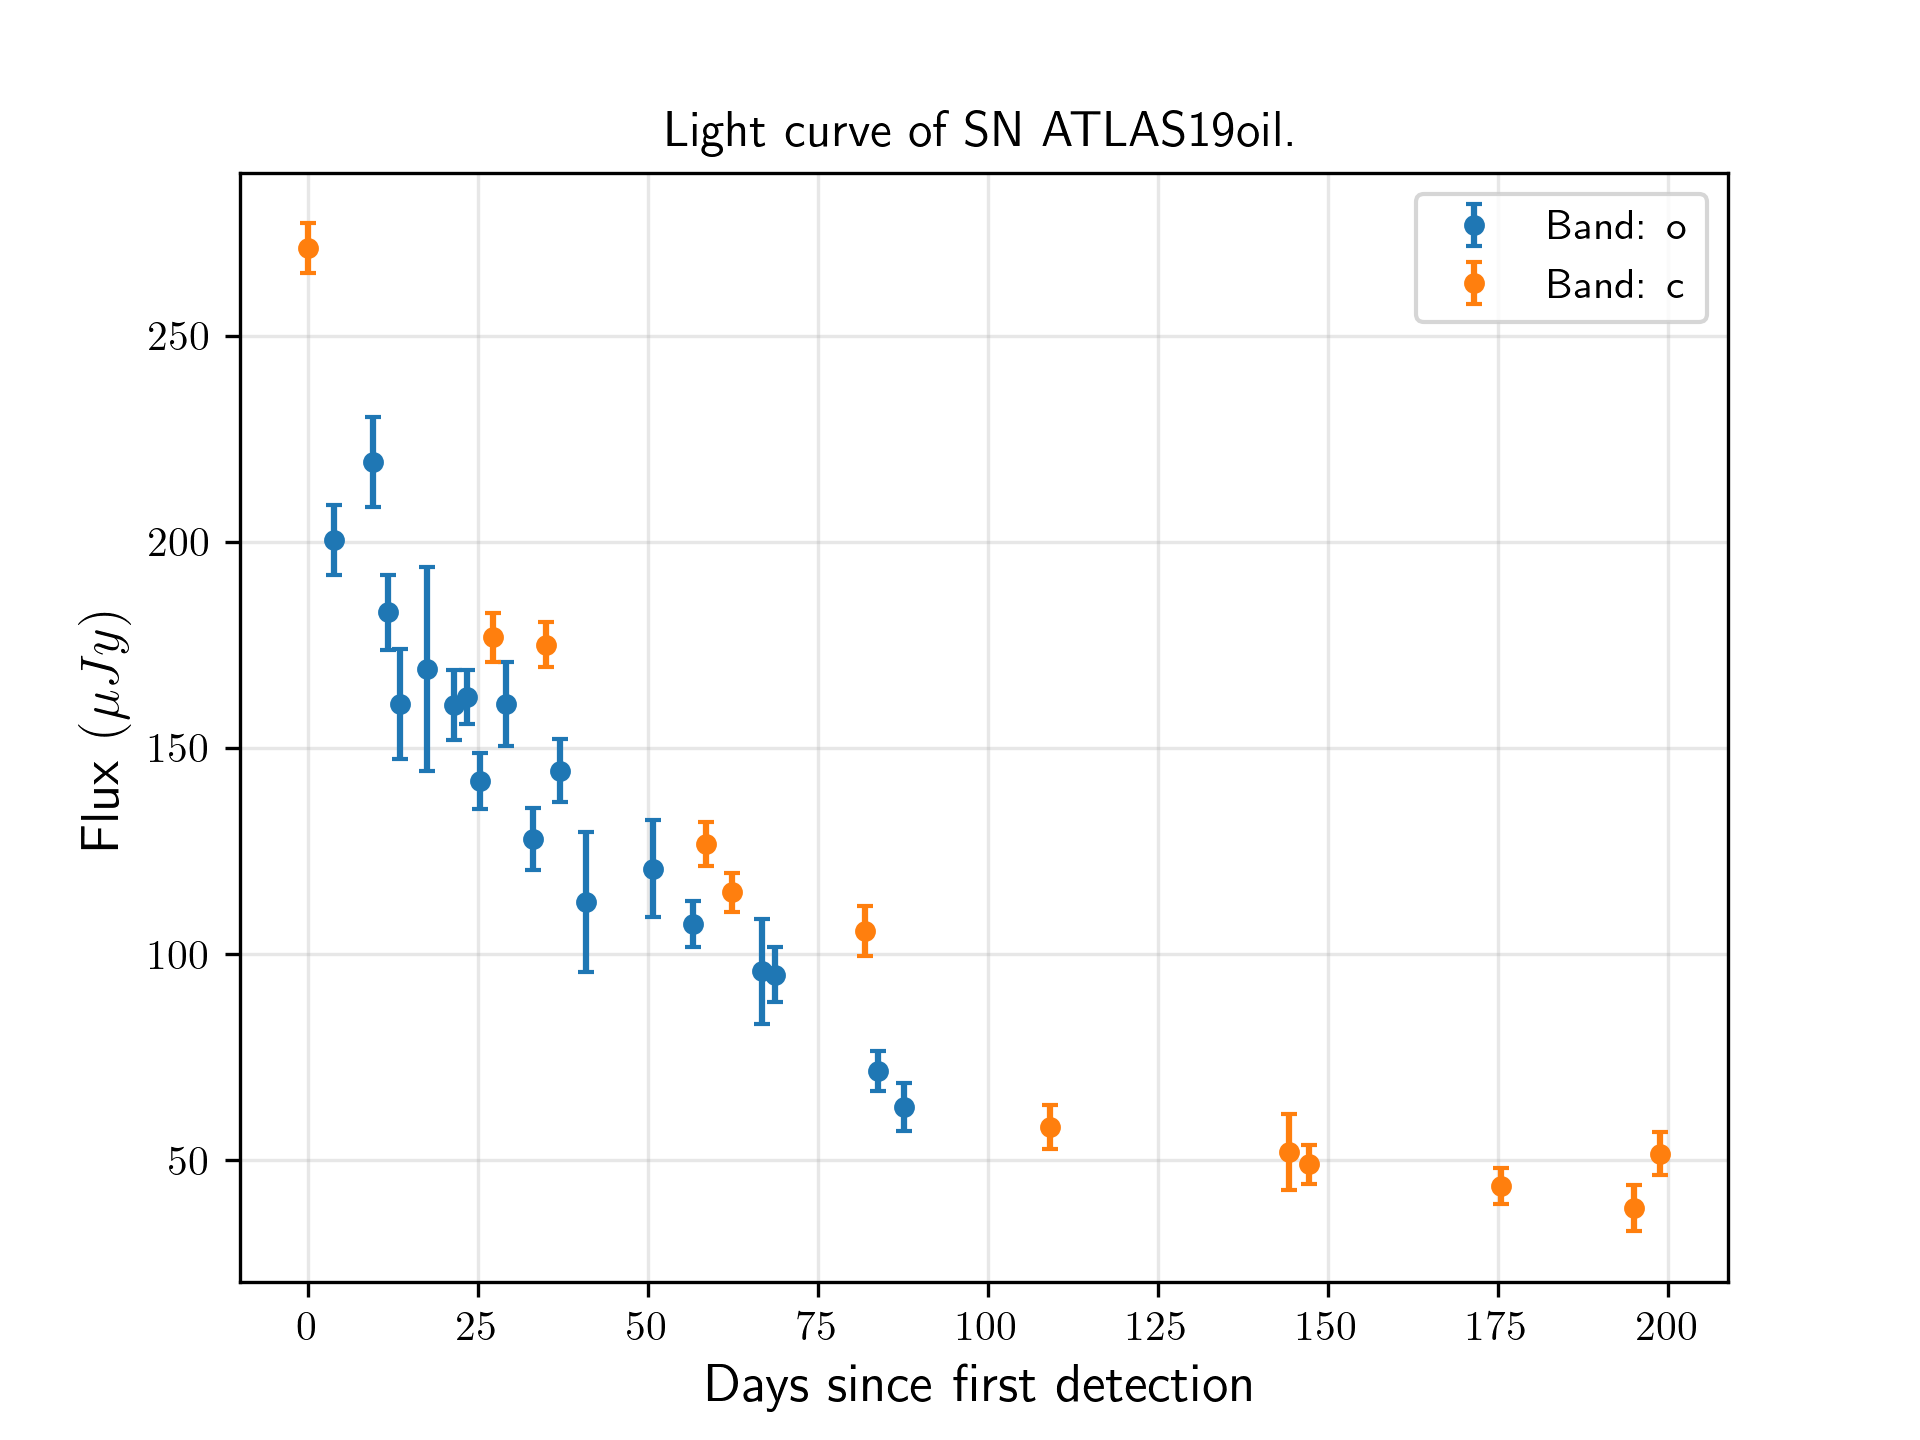 Light curve of SN ATLAS19oil.
Band: o
Band: c
250
200
150
100
50
Flux (μJy)
0 25 50 75 100 125 150 175 200
Days since first detection